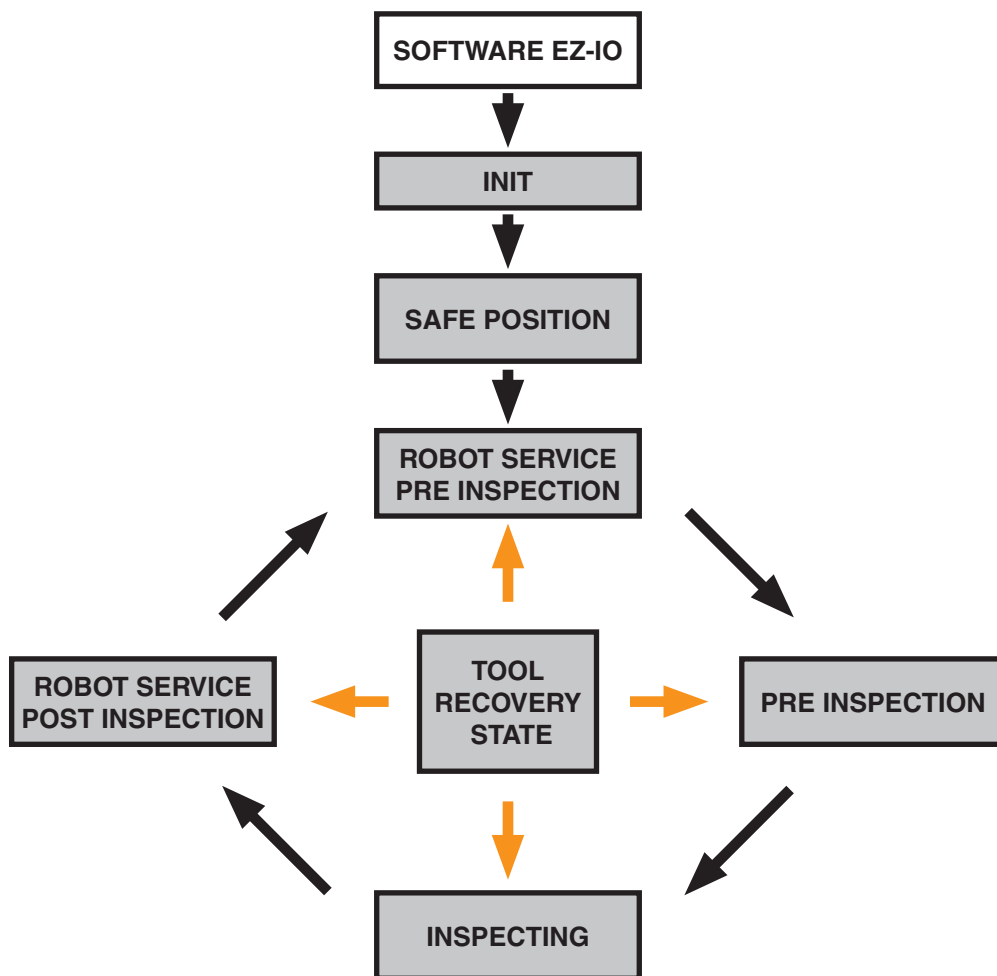 SOFTWARE EZ-IO
INIT
SAFE POSITION
ROBOT SERVICE
PRE INSPECTION
ROBOT SERVICE
POST INSPECTION
TOOL
RECOVERY
STATE
PRE INSPECTION
INSPECTING